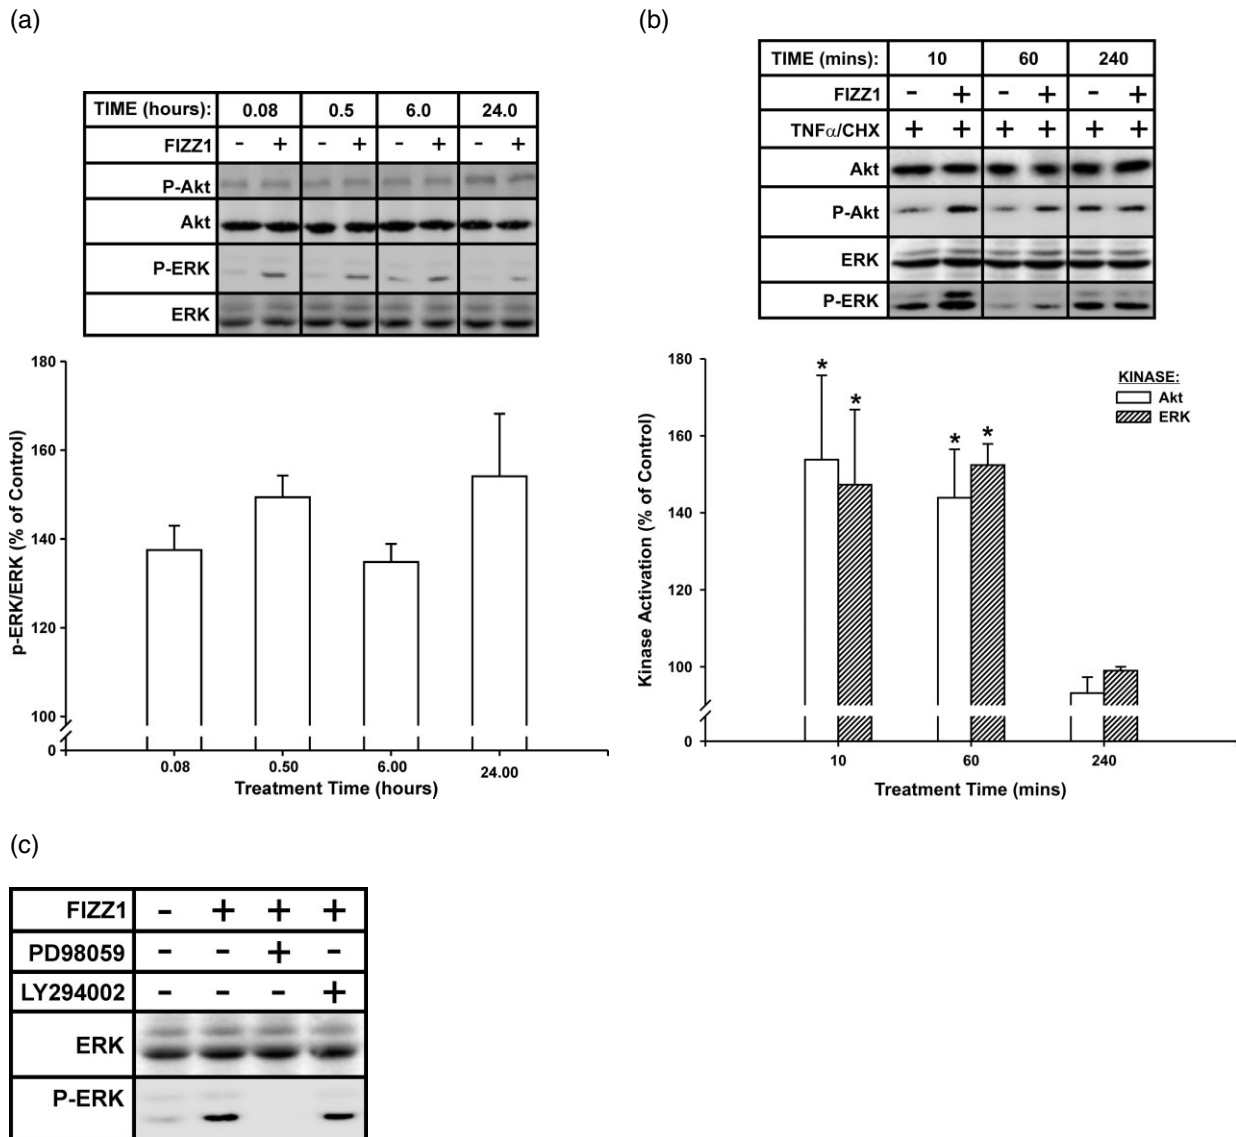 (a)
TIME (hours): 0.08 0.5 6.0 24.0
FIZZ1 - + - + - + - +
P-Akt
Akt
P-ERK
ERK
p-ERK/ERK (% of Control)
180
160
140
120
100
0
0.08 0.50 6.00 24.00
Treatment Time (hours)
(b)
TIME (mins): 10 60 240
FIZZ1 - + - + - +
TNFα/CHX + + + + + +
Akt
P-Akt
ERK
P-ERK
Kinase Activation (% of Control)
180
160
140
120
100
0
* * * *
KINASE:
Akt
ERK
10 60 240
Treatment Time (mins)
(c)
FIZZ1 - + + +
PD98059 - - + -
LY294002 - - - +
ERK
P-ERK